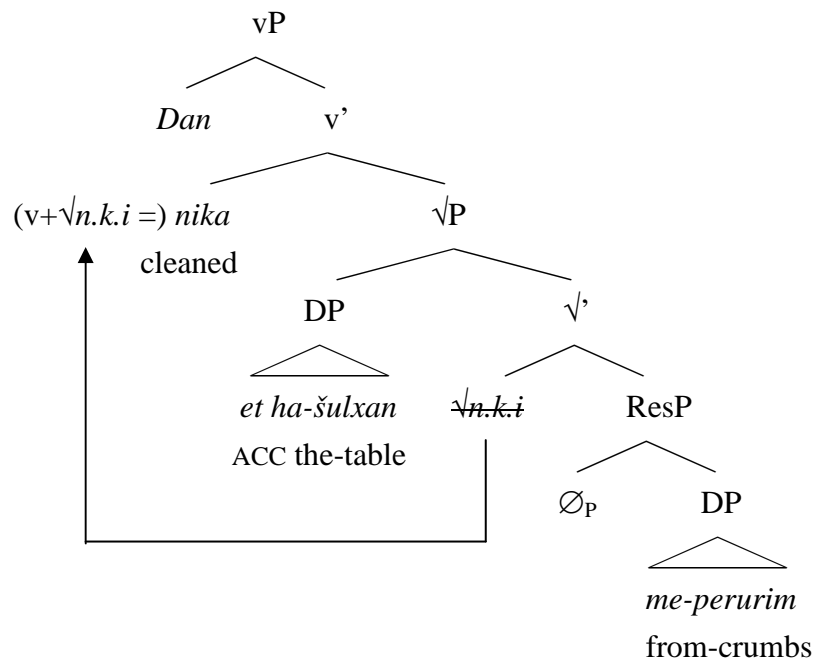 vP
Dan v’
(v+√n.k.i =) nika √P
cleaned
DP √’
et ha-šulxan √n.k.i ResP
ACC the-table
∅P DP
me-perurim
from-crumbs